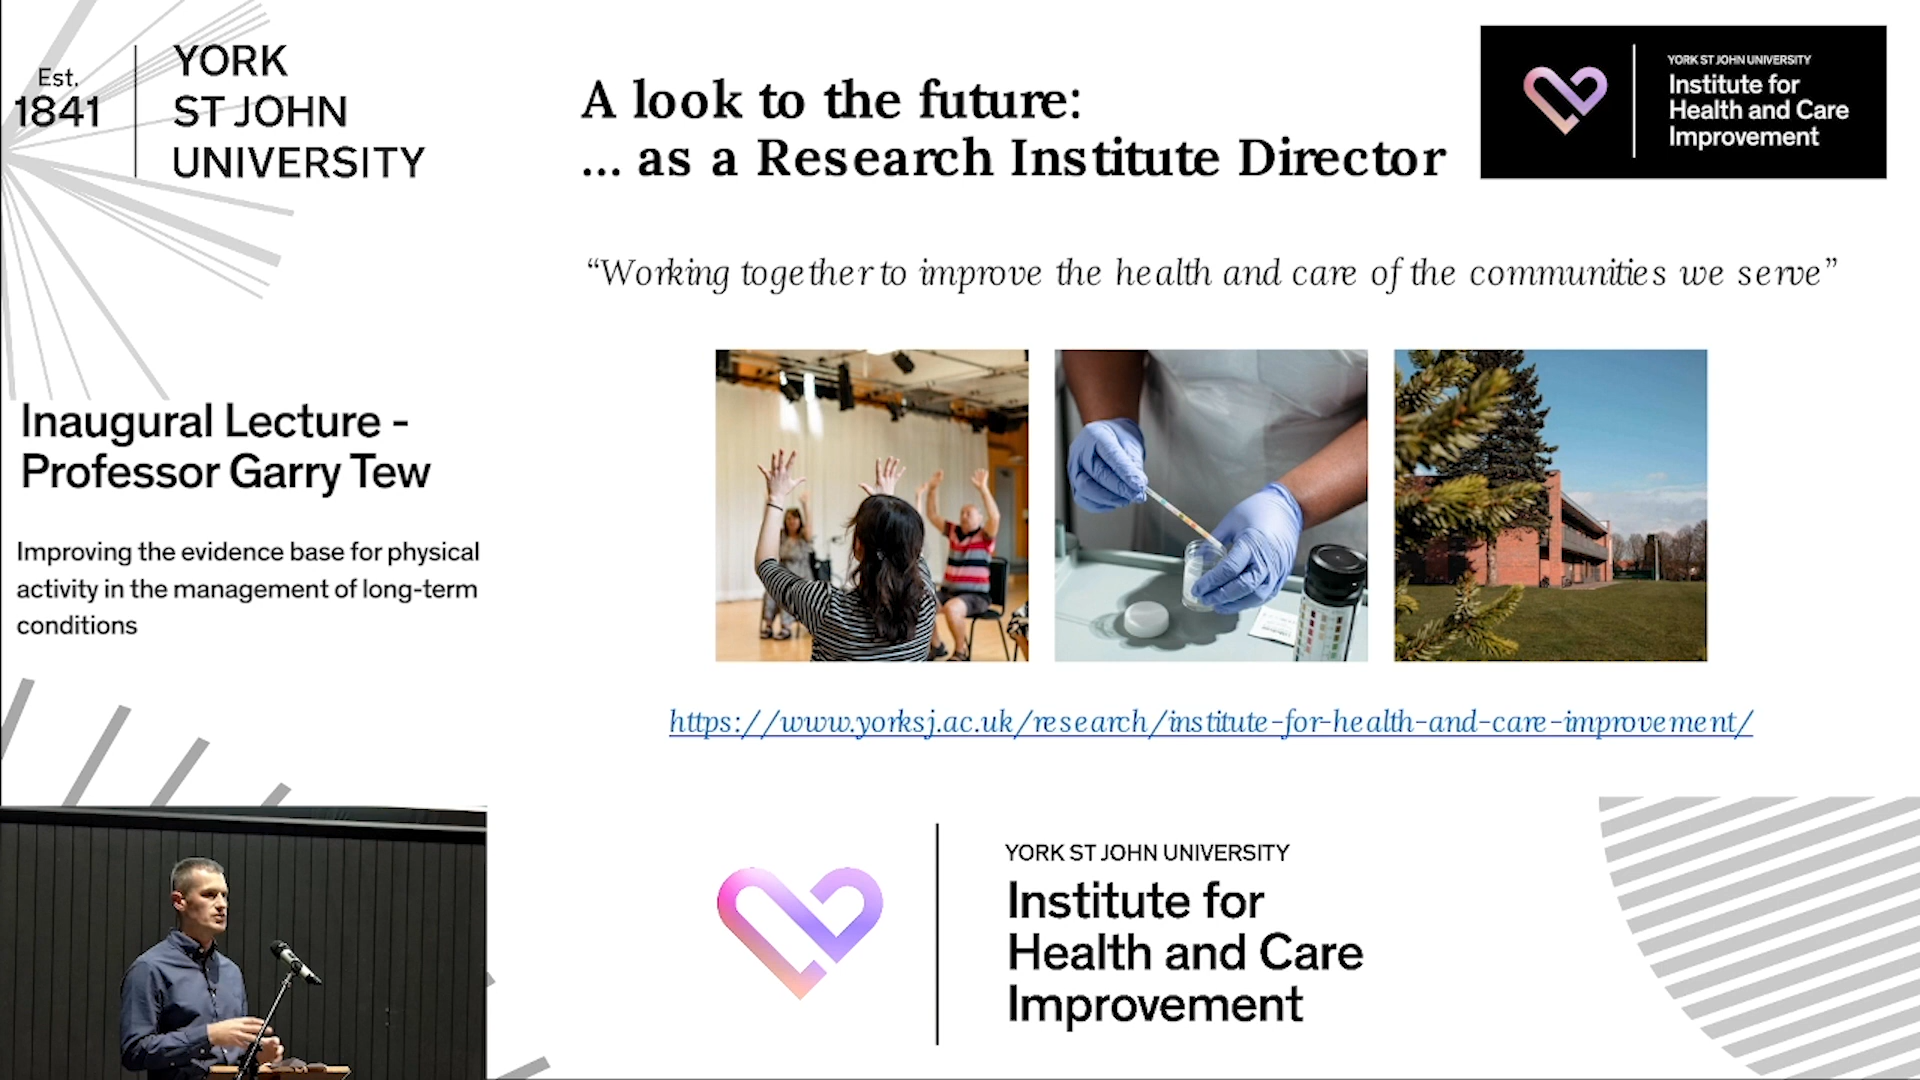 Est.
1841
YORK
ST JOHN
UNIVERSITY
A look to the future:
... as a Research Institute Director
YORK ST JOHN UNIVERSITY
Institute for
Health and Care
Improvement
“Working together to improve the health and care of the communities we serve”
Inaugural Lecture -
Professor Garry Tew
Improving the evidence base for physical
activity in the management of long-term
conditions
https://www.yorksj.ac.uk/research/institute-for-health-and-care-improvement/
YORK ST JOHN UNIVERSITY
Institute for
Health and Care
Improvement